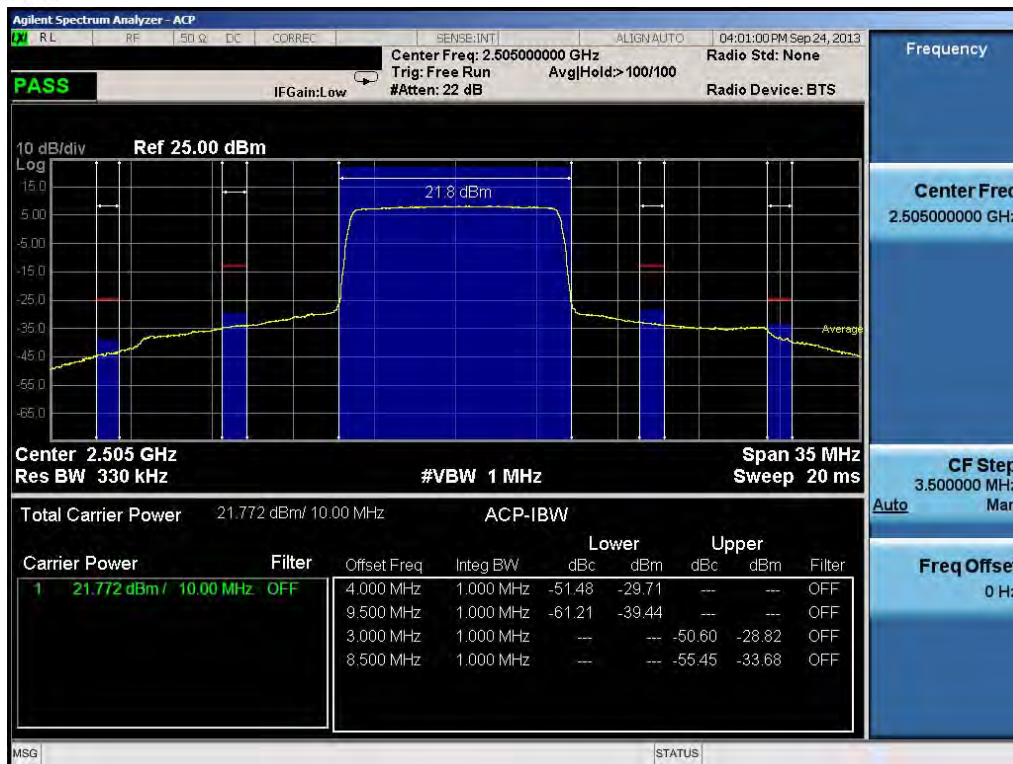 Agilent Spectrum Analyzer - ACP
LXI RL RF 50 Ω DC CORREC SENSE:INT ALIGNAUTO 04:01:00 PM Sep 24, 2013
Center Freq: 2.505000000 GHz Radio Std: None
Trig: Free Run Avg|Hold:>100/100
PASS IFGain:Low #Atten: 22 dB Radio Device: BTS
10 dB/div Ref 25.00 dBm
Log
15.0
21.8 dBm
5.00
-5.00
-15.0
-25.0
-35.0 Average
-45.0
-55.0
-65.0
Center 2.505 GHz Span 35 MHz
Res BW 330 kHz #VBW 1 MHz Sweep 20 ms
Total Carrier Power 21.772 dBm/ 10.00 MHz ACP-IBW
Lower Upper
Carrier Power Filter Offset Freq Integ BW dBc dBm dBc dBm Filter
1 21.772 dBm / 10.00 MHz OFF 4.000 MHz 1.000 MHz -51.48 -29.71 --- --- OFF
9.500 MHz 1.000 MHz -61.21 -39.44 --- --- OFF
3.000 MHz 1.000 MHz --- --- -50.60 -28.82 OFF
8.500 MHz 1.000 MHz --- --- -55.45 -33.68 OFF
MSG STATUS
Frequency
Center Freq
2.505000000 GHz
CF Step
3.500000 MHz
Auto Man
Freq Offset
0 Hz